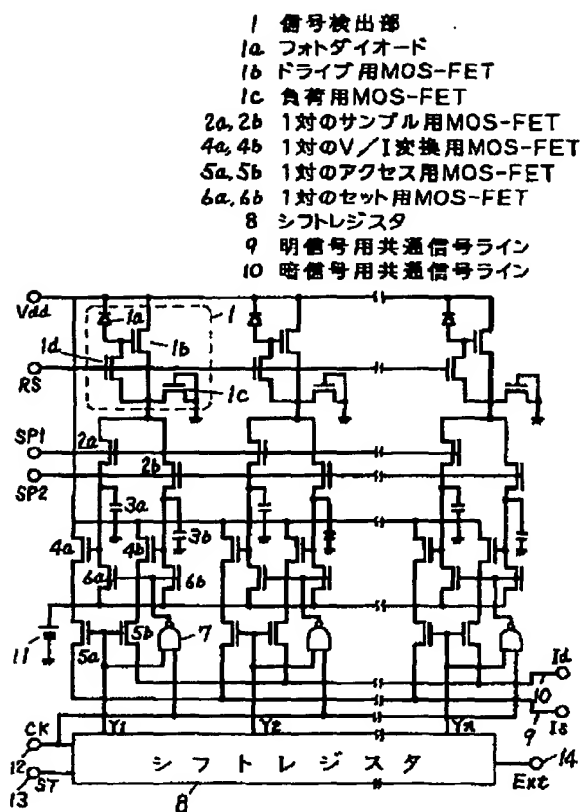 1 信号検出部
1a フォトダイオード
1b ドライブ用MOS-FET
1c 負荷用MOS-FET
2a,2b 1対のサンプル用MOS-FET
4a,4b 1対のV/I変換用MOS-FET
5a,5b 1対のアクセス用MOS-FET
6a,6b 1対のセット用MOS-FET
8 シフトレジスタ
9 明信号用共通信号ライン
10 暗信号用共通信号ライン
Vdd
1a
1
1d
1b
RS
1c
SP1
2a
SP2
2b
3a
3b
4a
4b
6a
6b
11
5a
5b
7
Id
10
Is
9
CK
12
Y1
Y2
ST
13
シフトレジスタ
8
14
Ext